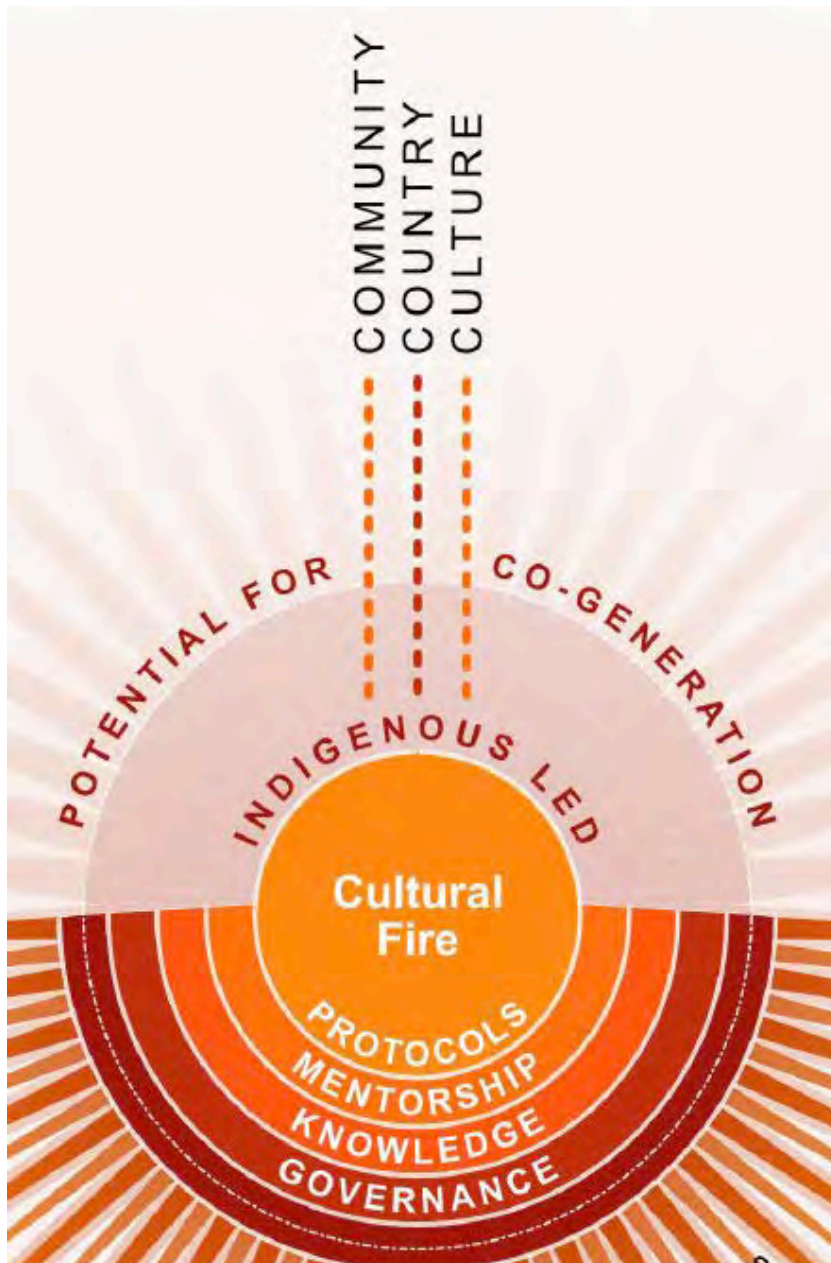 COMMUNITY
COUNTRY
CULTURE
POTENTIAL FOR CO-GENERATION
INDIGENOUS LED
Cultural
Fire
PROTOCOLS
MENTORSHIP
KNOWLEDGE
GOVERNANCE